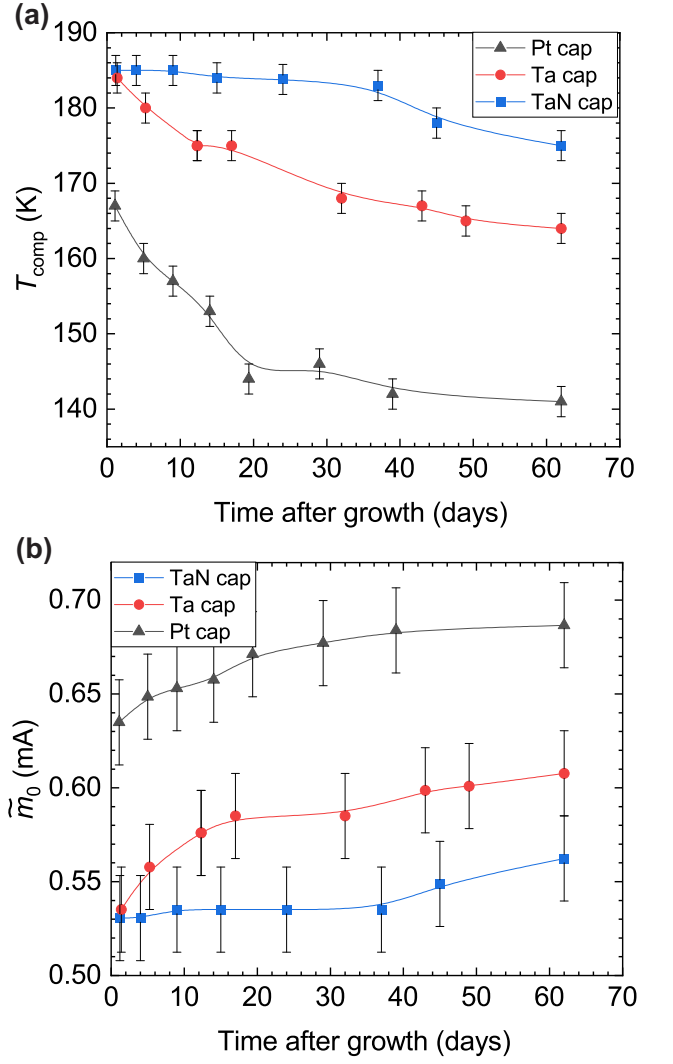 (a)
190
180
170
160
150
140
T_comp (K)
Pt cap
Ta cap
TaN cap
0 10 20 30 40 50 60 70
Time after growth (days)
(b)
0.70
0.65
0.60
0.55
0.50
m̃₀ (mA)
TaN cap
Ta cap
Pt cap
0 10 20 30 40 50 60 70
Time after growth (days)